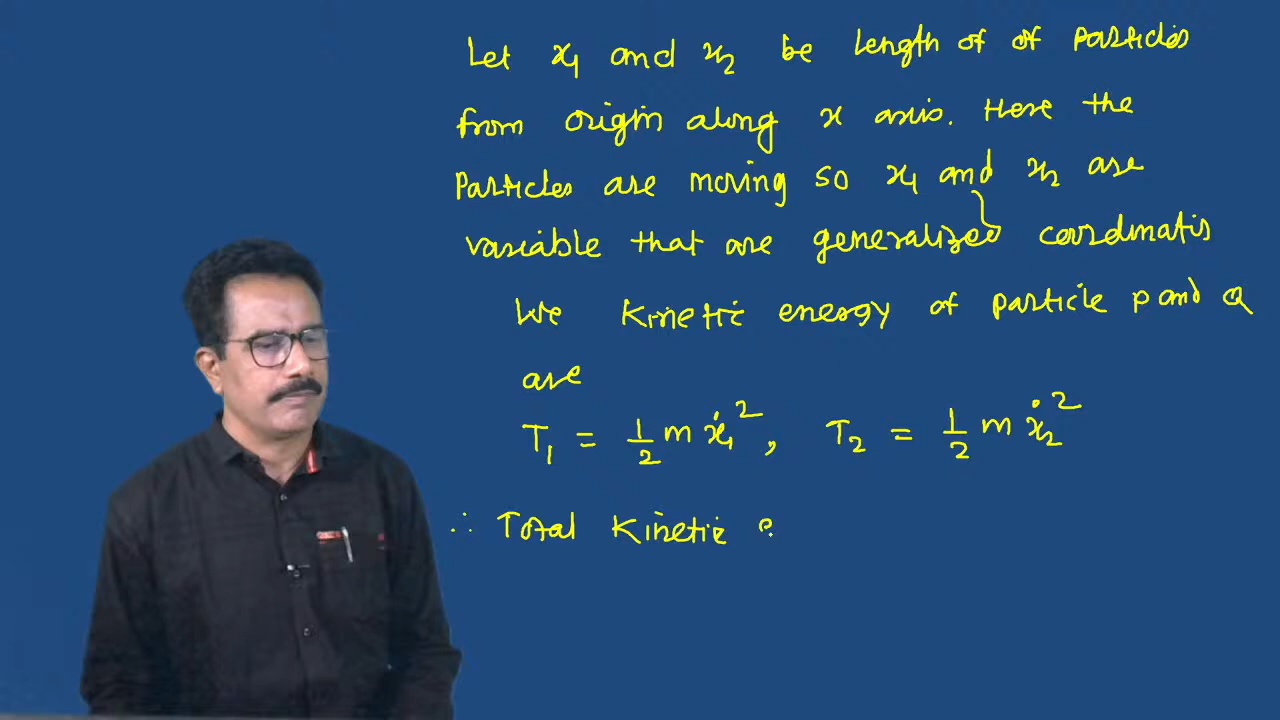 Let x₁ and x₂ be length of of particles
from origin along x axis. Here the
particles are moving so x₁ and x₂ are
variable that are generalized coordinatis
We Kinetic energy of particle p and Q
are
T₁ = 1/2 m ẋ₁², T₂ = 1/2 m ẋ₂²
∴ Total Kinetic e